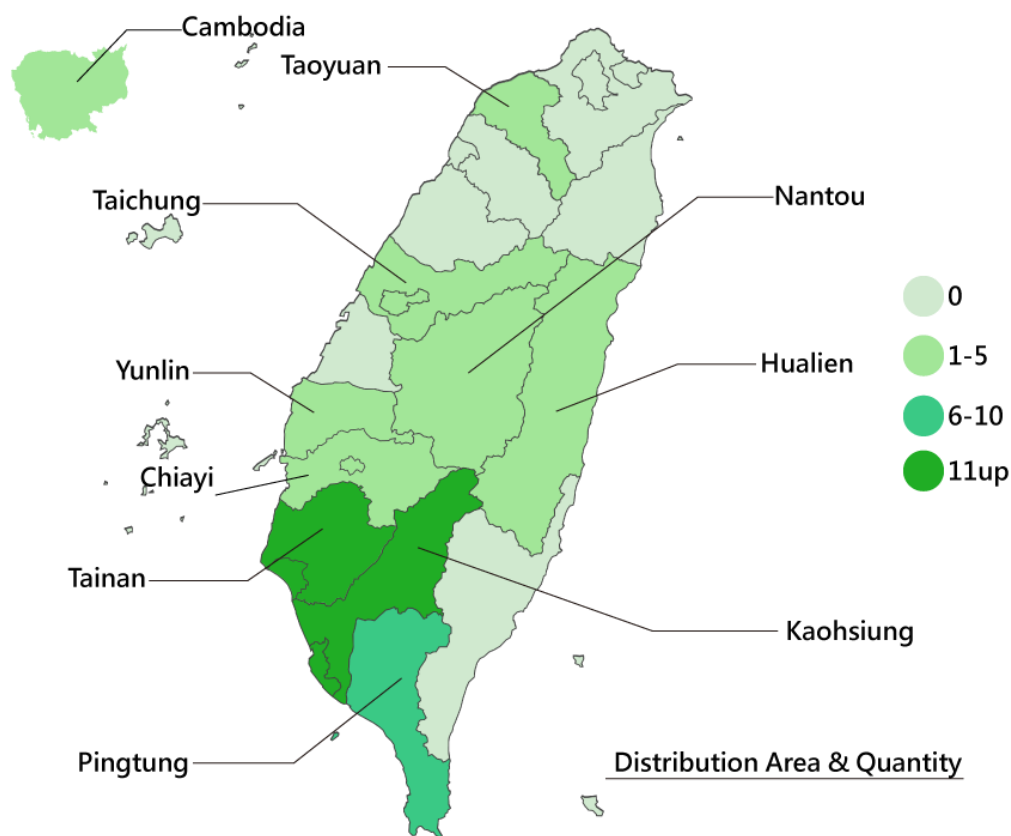 Cambodia
Taoyuan
Taichung
Nantou
0
1-5
Yunlin
Hualien
6-10
Chiayi
11up
Tainan
Kaohsiung
Pingtung
Distribution Area & Quantity